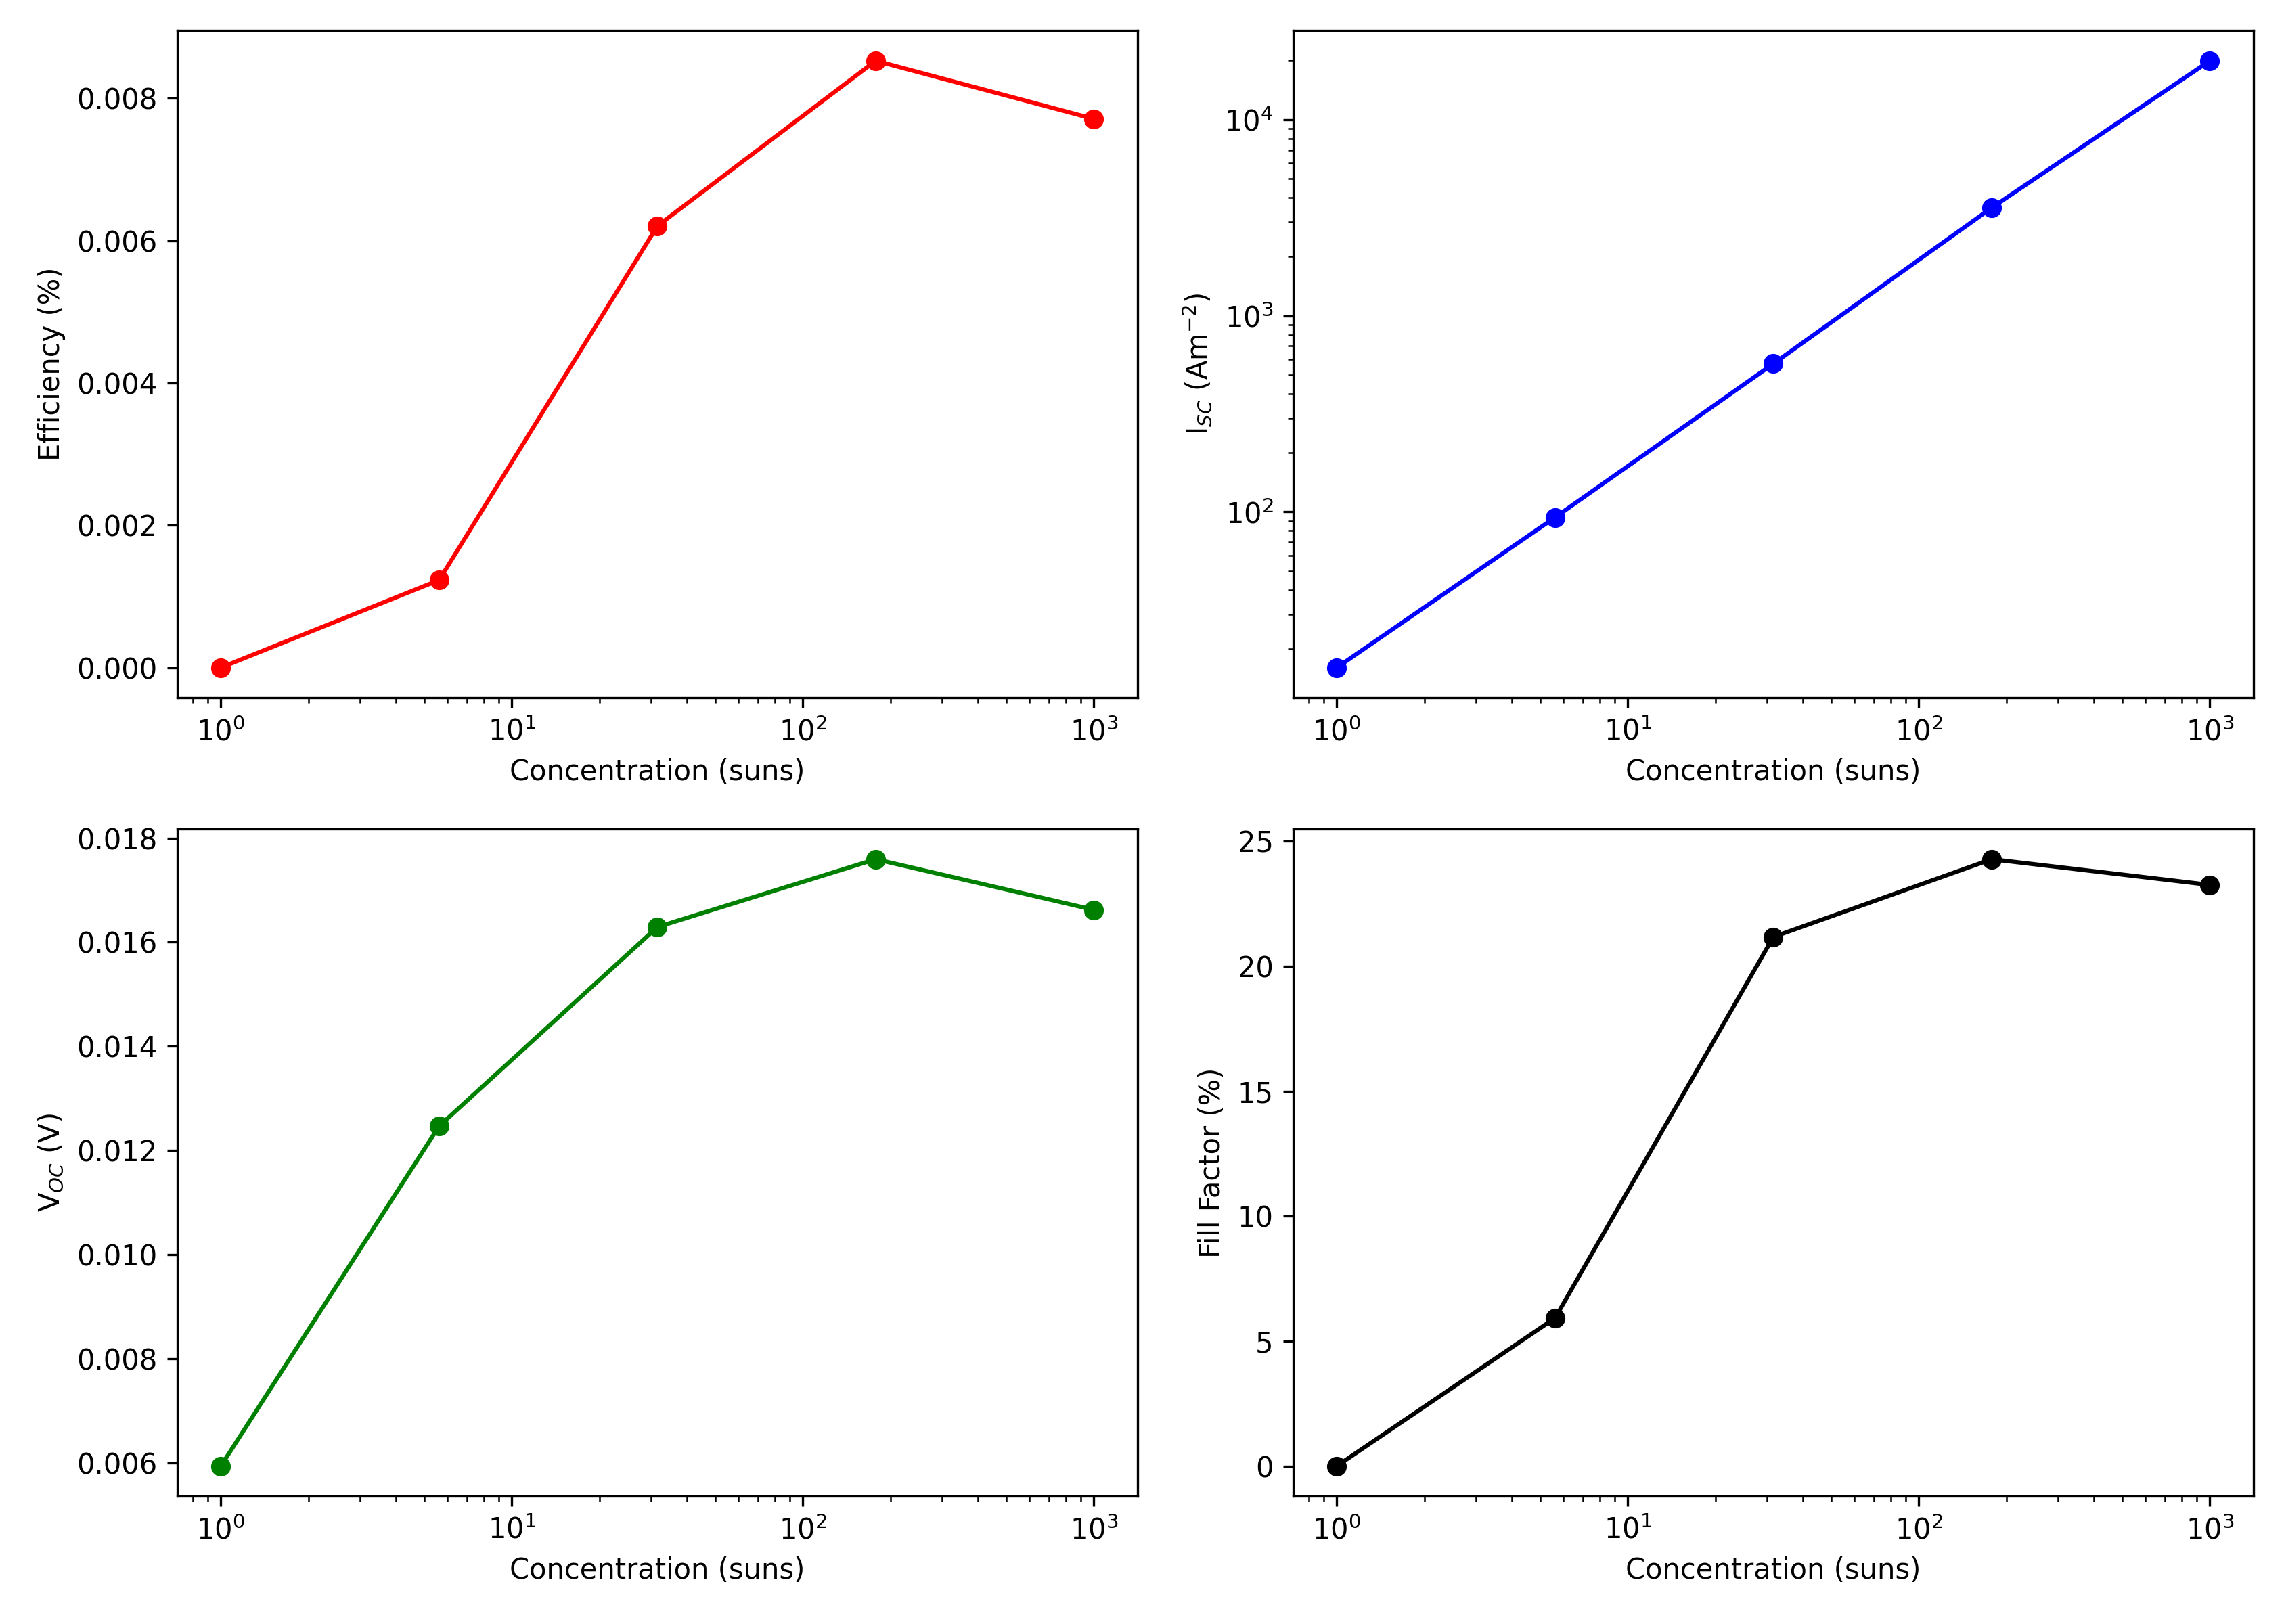 Efficiency (%)
0.008
0.006
0.004
0.002
0.000
10⁰ 10¹ 10² 10³
Concentration (suns)
I_SC (Am⁻²)
10⁴
10³
10²
10⁰ 10¹ 10² 10³
Concentration (suns)
V_OC (V)
0.018
0.016
0.014
0.012
0.010
0.008
0.006
10⁰ 10¹ 10² 10³
Concentration (suns)
Fill Factor (%)
25
20
15
10
5
0
10⁰ 10¹ 10² 10³
Concentration (suns)